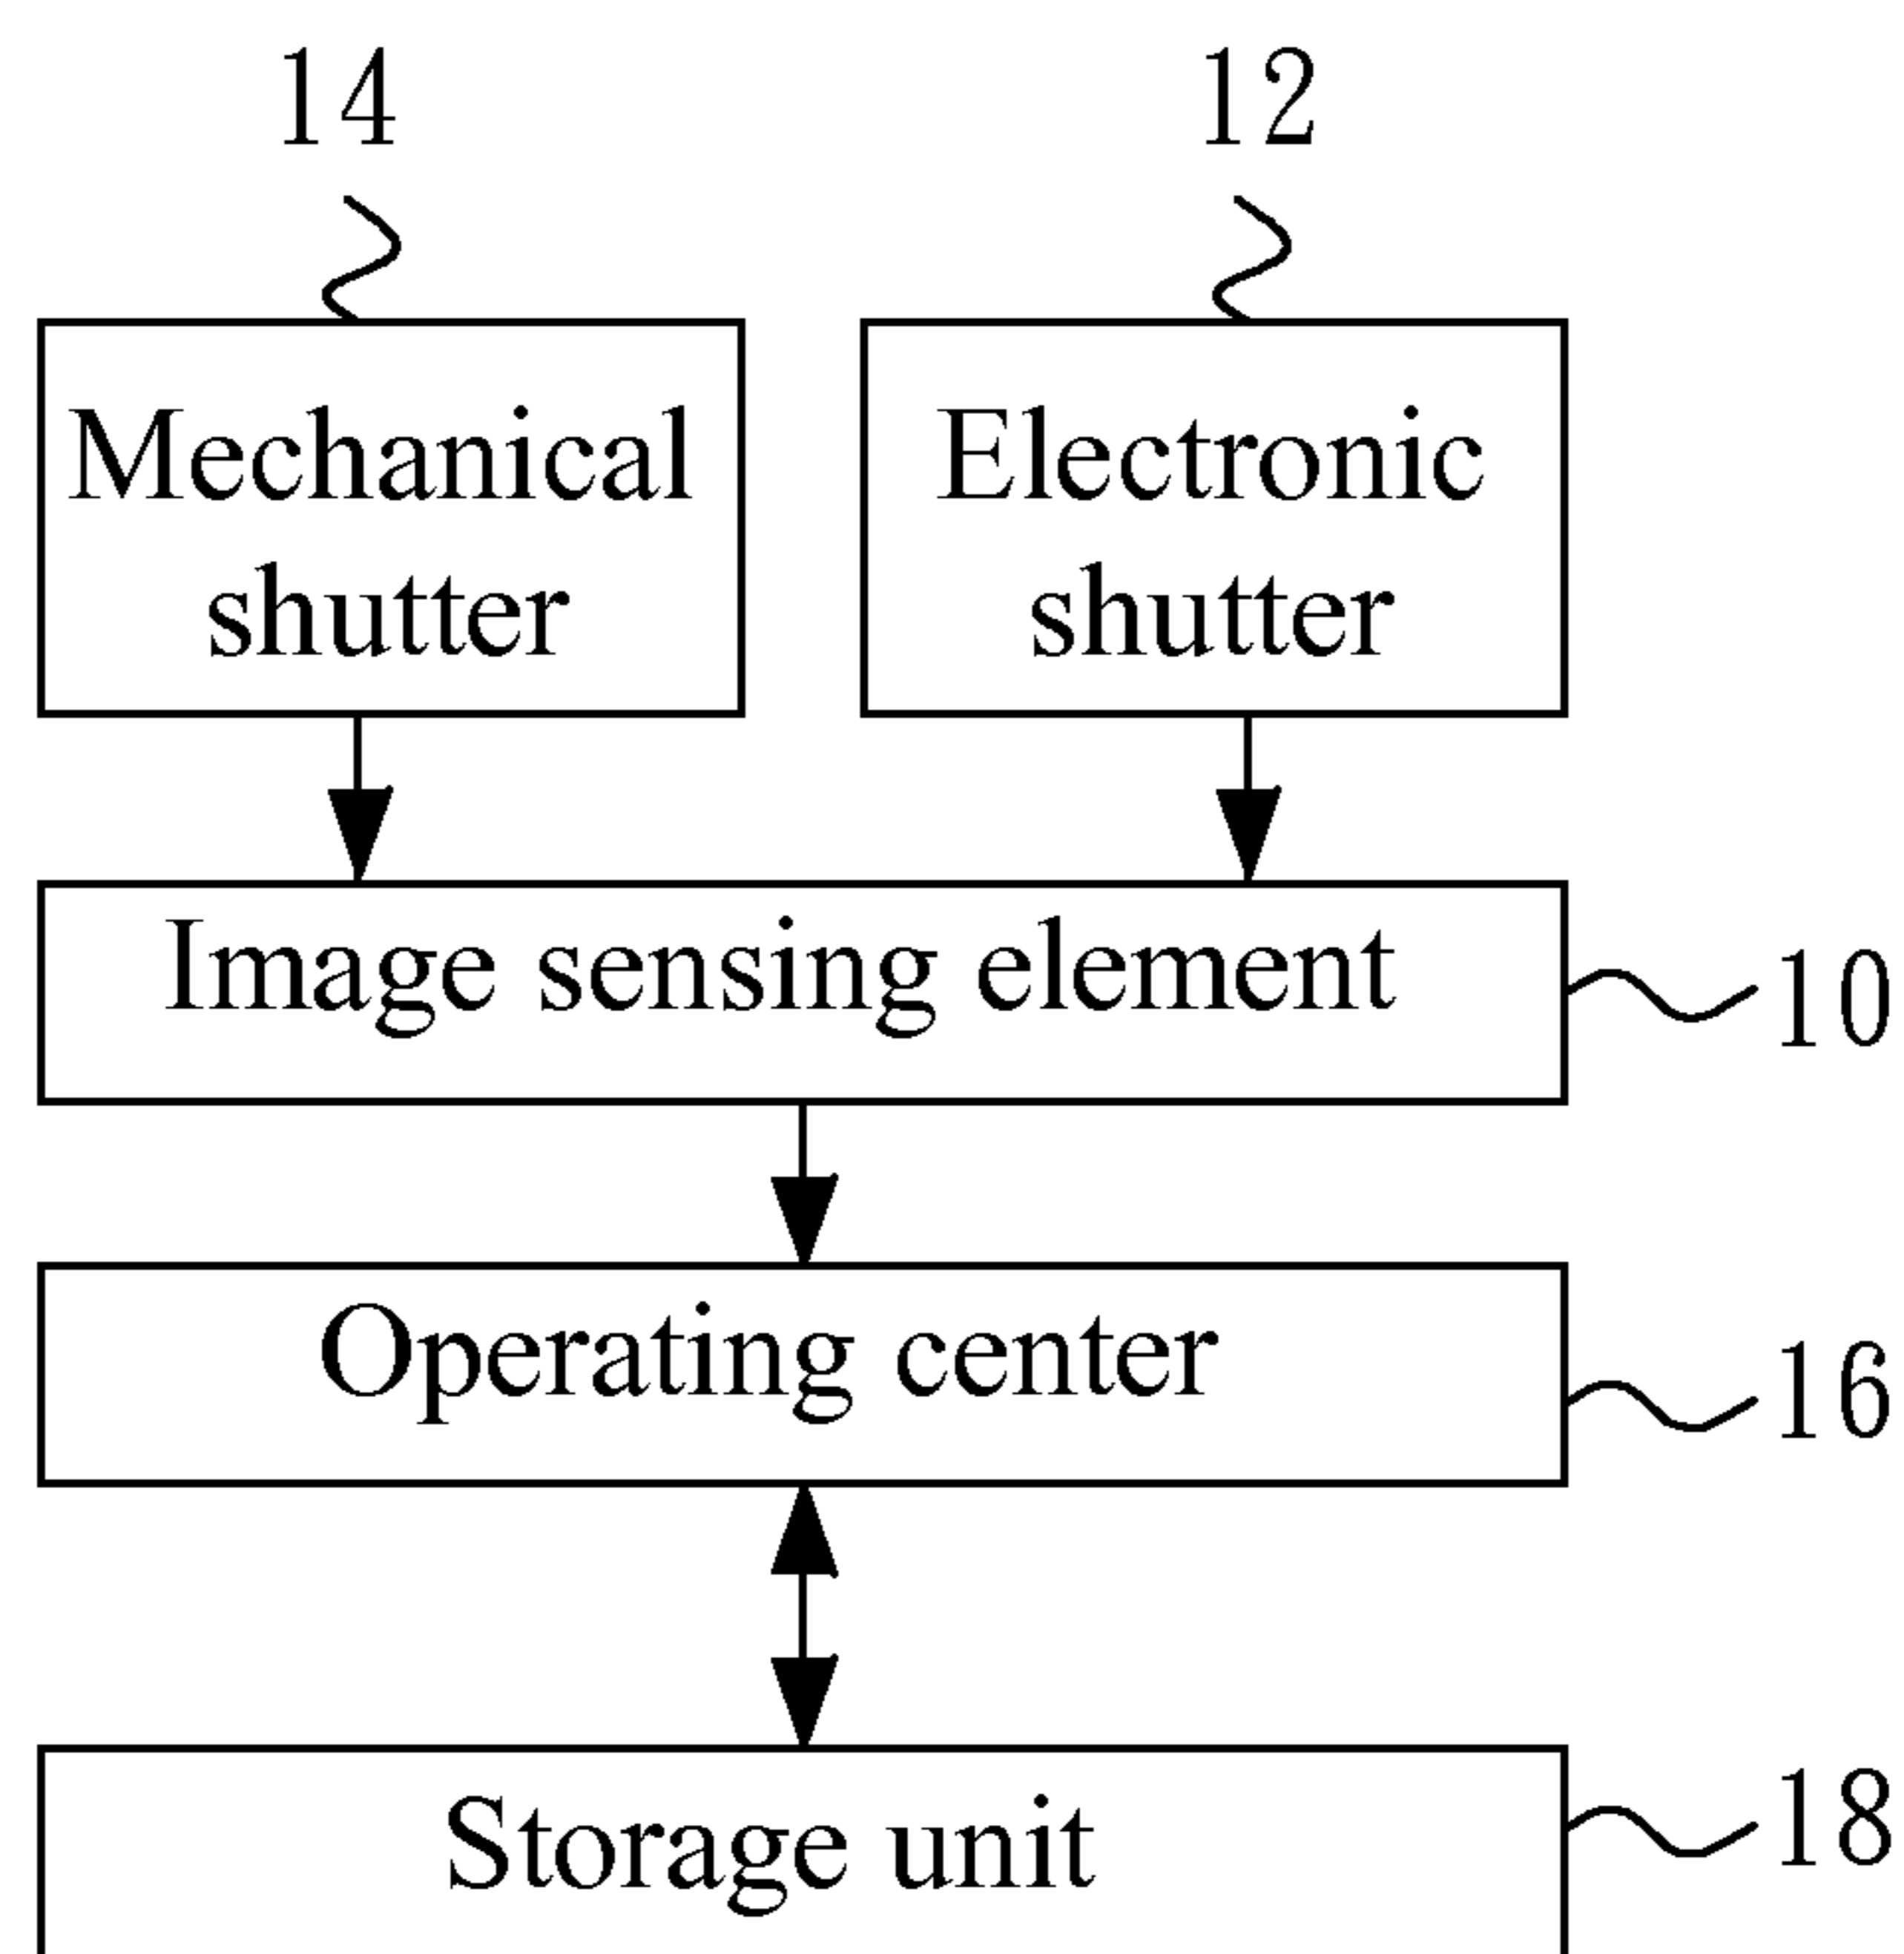 14
12
Mechanical
shutter
Electronic
shutter
Image sensing element
10
Operating center
16
Storage unit
18